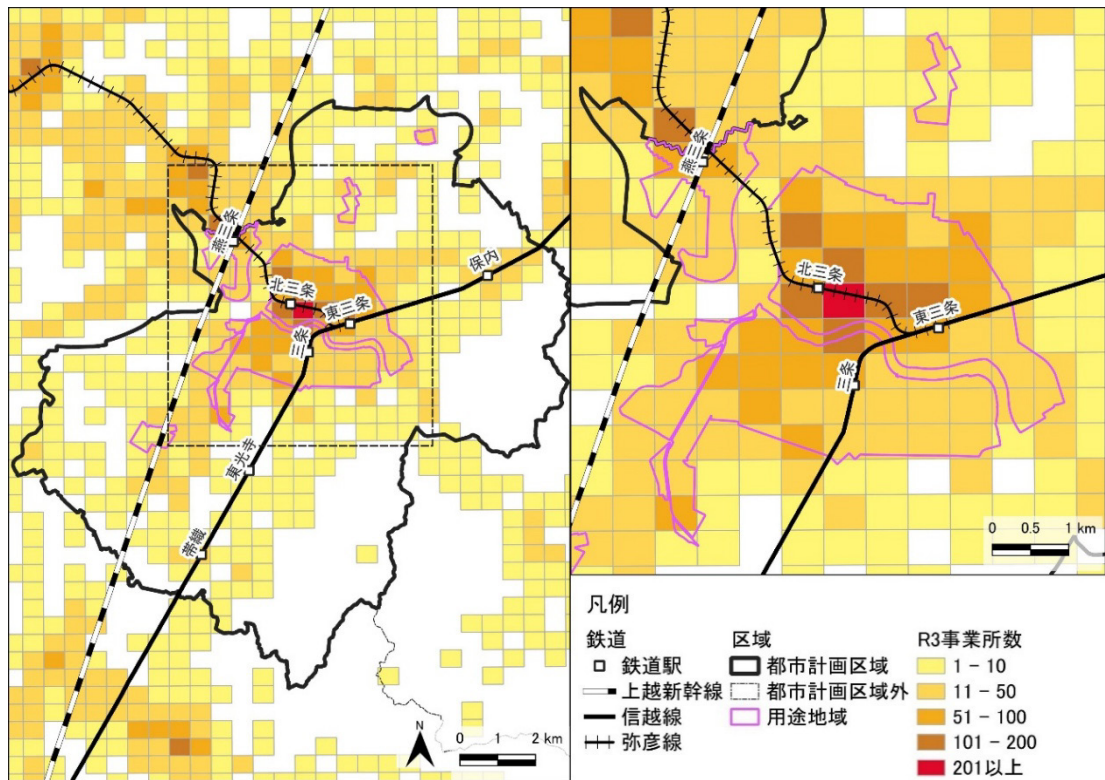 燕三条
保内
北三条
東三条
三条
東光寺
帯織
N
0 1 2 km
燕三条
北三条
東三条
三条
0 0.5 1 km
凡例
鉄道
鉄道駅
上越新幹線
信越線
弥彦線
区域
都市計画区域
都市計画区域外
用途地域
R3事業所数
1 - 10
11 - 50
51 - 100
101 - 200
201以上